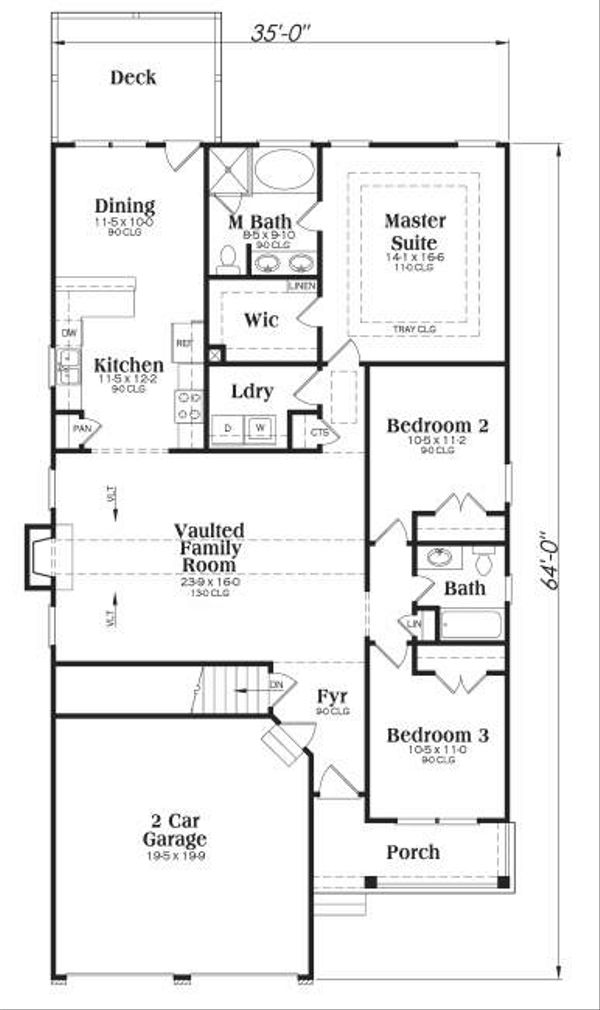 35'-0"
Deck
Dining
11-5 x 10-0
9-0 CLG
M Bath
8-5 x 9-10
9-0 CLG
Master
Suite
14-1 x 16-6
11-0 CLG
TRAY CLG
LINEN
Wic
DW
REF
Kitchen
11-5 x 12-2
9-0 CLG
PAN
Ldry
D
W
CTS
Bedroom 2
10-5 x 11-2
9-0 CLG
VLT
Vaulted
Family
Room
23-9 x 16-0
13-0 CLG
VLT
64'-0"
Bath
LIN
DN
Fyr
9-0 CLG
Bedroom 3
10-5 x 11-0
9-0 CLG
2 Car
Garage
19-5 x 19-9
Porch